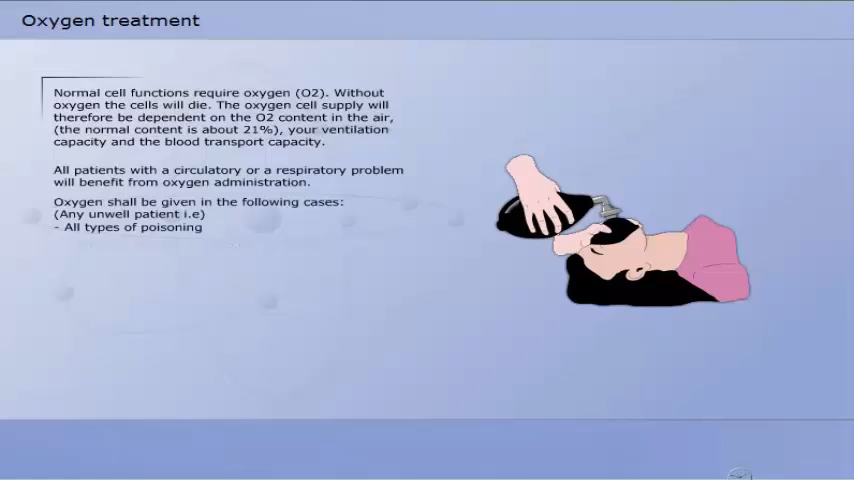 Oxygen treatment
Normal cell functions require oxygen (O2). Without
oxygen the cells will die. The oxygen cell supply will
therefore be dependent on the O2 content in the air,
(the normal content is about 21%), your ventilation
capacity and the blood transport capacity.
All patients with a circulatory or a respiratory problem
will benefit from oxygen administration.
Oxygen shall be given in the following cases:
(Any unwell patient i.e)
- All types of poisoning